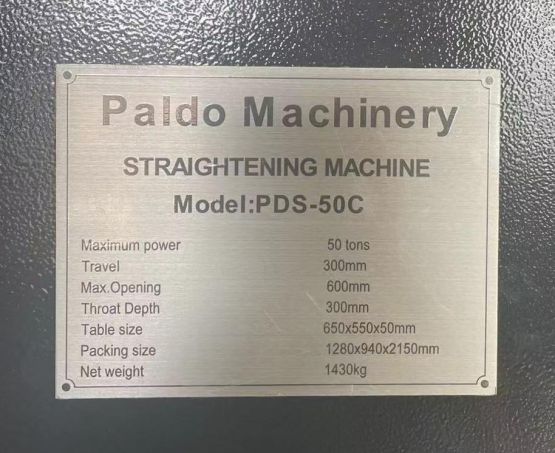 Paldo Machinery
STRAIGHTENING MACHINE
Model:PDS-50C
Maximum power 50 tons
Travel 300mm
Max.Opening 600mm
Throat Depth 300mm
Table size 650x550x50mm
Packing size 1280x940x2150mm
Net weight 1430kg